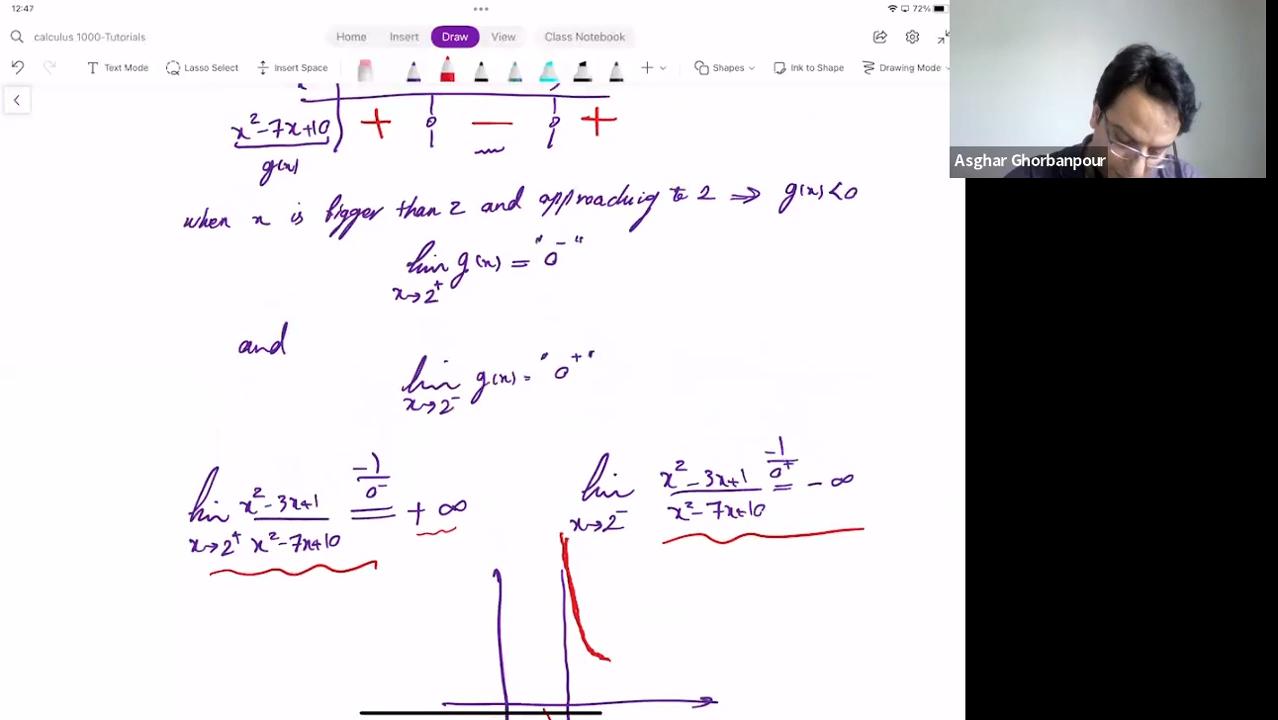 12:47
72%
calculus 1000-Tutorials
Home Insert Draw View Class Notebook
Text Mode Lasso Select Insert Space Shapes Ink to Shape Drawing Mode
Asghar Ghorbanpour
x²-7x+10 + 0 − 0 +
g(x)
when x is bigger than 2 and approaching to 2 ⇒ g(x)<0
lim g(x) = "0⁻"
x→2⁺
and
lim g(x) = "0⁺"
x→2⁻
lim x→2⁺ (x²-3x+1)/(x²-7x+10) = (-1/0⁻) +∞
lim x→2⁻ (x²-3x+1)/(x²-7x+10) = (-1/0⁺) -∞